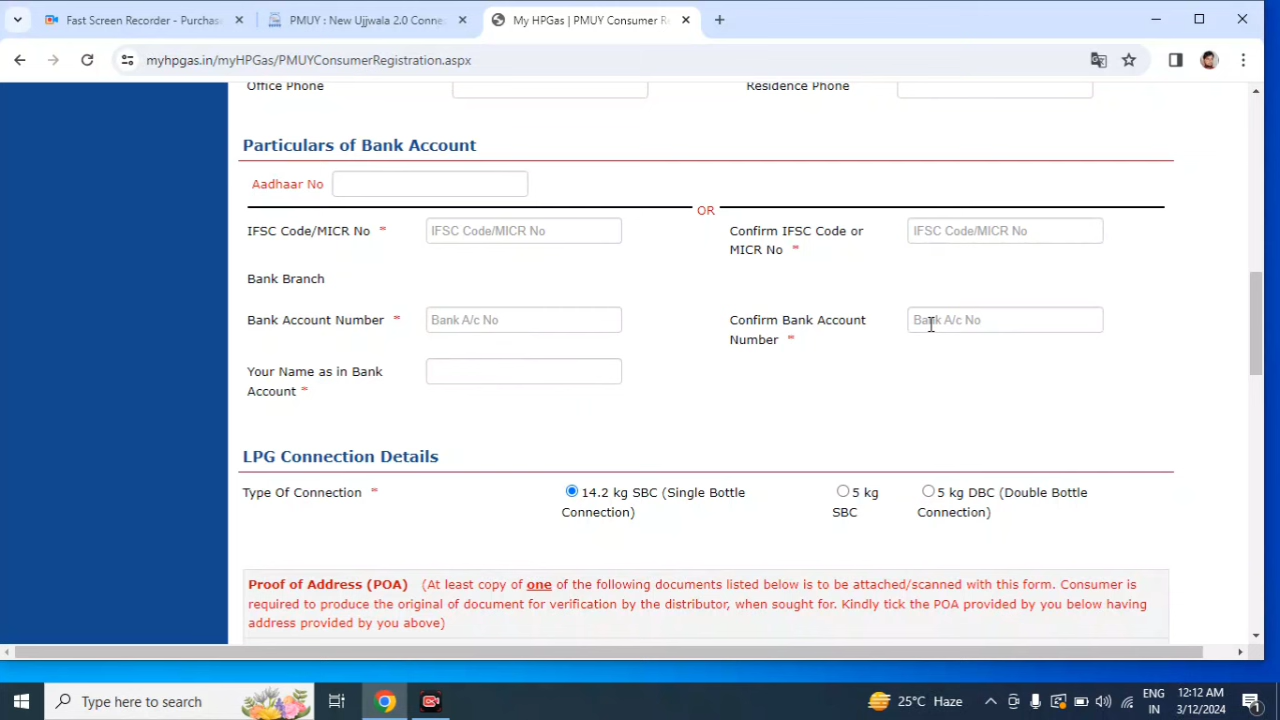 Fast Screen Recorder - Purchas
PMUY : New Ujjwala 2.0 Conne
My HPGas | PMUY Consumer R
myhpgas.in/myHPGas/PMUYConsumerRegistration.aspx
Office Phone
Residence Phone
Particulars of Bank Account
Aadhaar No
OR
IFSC Code/MICR No *
IFSC Code/MICR No
Confirm IFSC Code or
MICR No *
IFSC Code/MICR No
Bank Branch
Bank Account Number *
Bank A/c No
Confirm Bank Account
Number *
Bank A/c No
Your Name as in Bank
Account *
LPG Connection Details
Type Of Connection *
14.2 kg SBC (Single Bottle
Connection)
5 kg
SBC
5 kg DBC (Double Bottle
Connection)
Proof of Address (POA) (At least copy of one of the following documents listed below is to be attached/scanned with this form. Consumer is
required to produce the original of document for verification by the distributor, when sought for. Kindly tick the POA provided by you below having
address provided by you above)
Type here to search
25°C Haze
ENG
IN
12:12 AM
3/12/2024
1